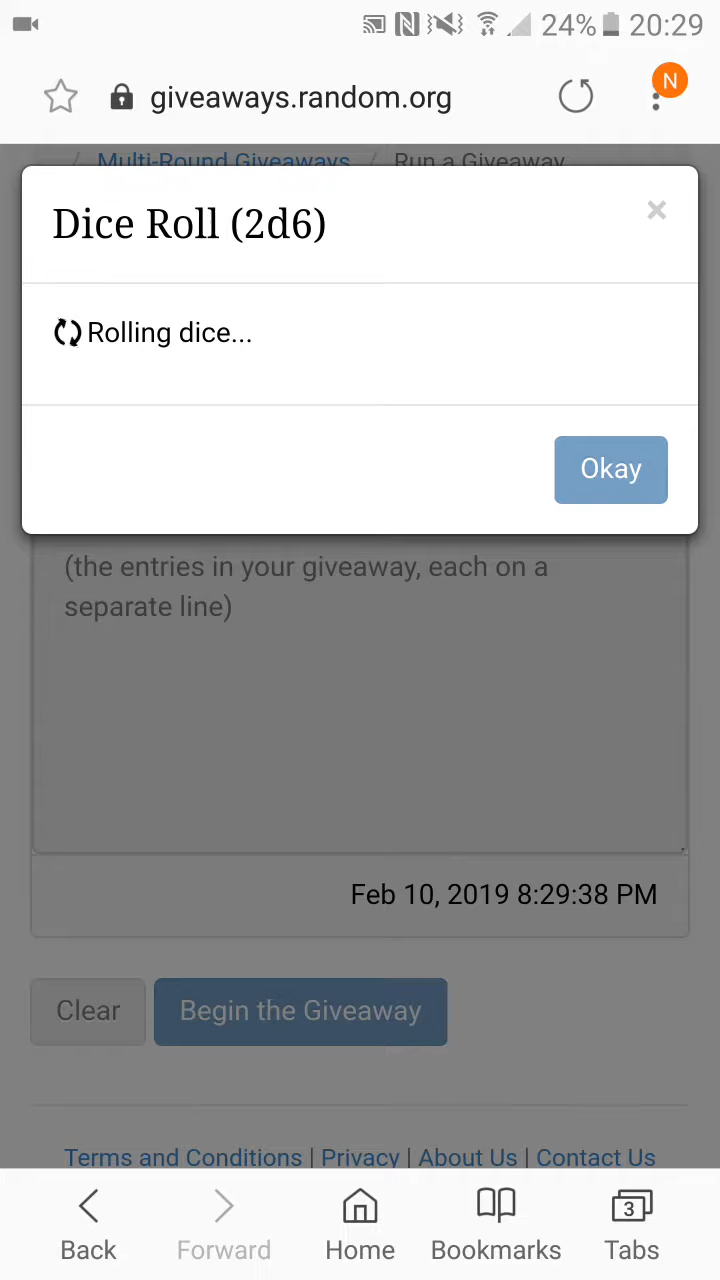 24% 20:29
giveaways.random.org
N
/ Multi-Round Giveaways / Run a Giveaway
Dice Roll (2d6)
×
Rolling dice...
Okay
(the entries in your giveaway, each on a
separate line)
Feb 10, 2019 8:29:38 PM
Clear
Begin the Giveaway
Terms and Conditions | Privacy | About Us | Contact Us
3
Back
Forward
Home
Bookmarks
Tabs